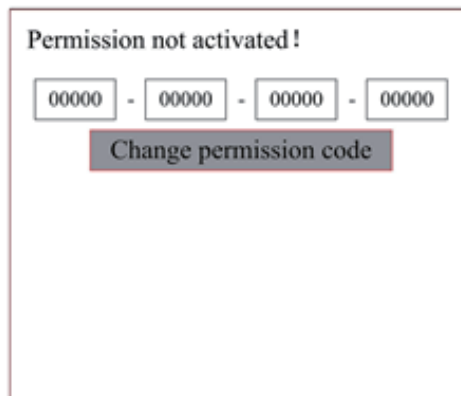 Permission not activated!
00000 - 00000 - 00000 - 00000
Change permission code